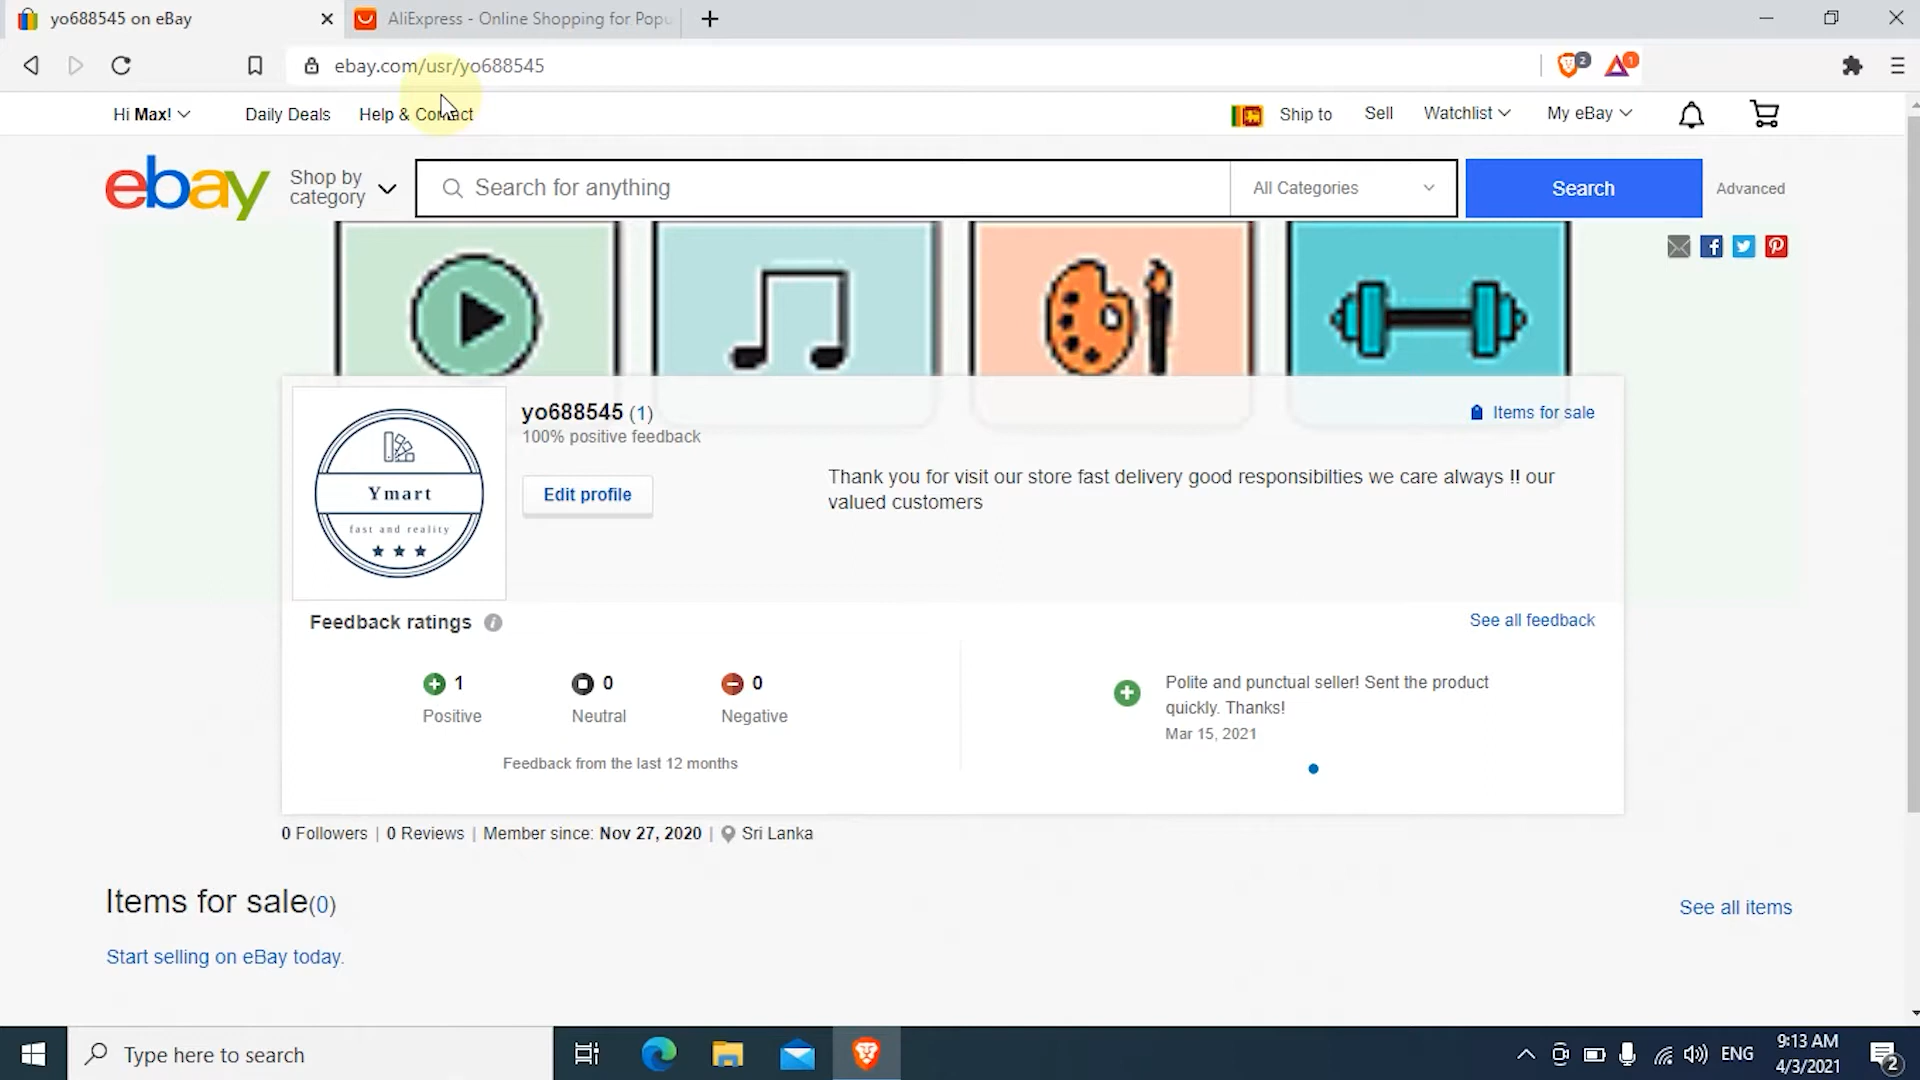 yo688545 on eBay
AliExpress - Online Shopping for Popu
ebay.com/usr/yo688545
2
1
Hi Max!
Daily Deals
Help & Contact
Ship to
Sell
Watchlist
My eBay
ebay
Shop by
category
Search for anything
All Categories
Search
Advanced
yo688545 (1)
100% positive feedback
Items for sale
Edit profile
Thank you for visit our store fast delivery good responsibilties we care always !! our
valued customers
Ymart
fast and reality
Feedback ratings
See all feedback
1
Positive
0
Neutral
0
Negative
Feedback from the last 12 months
Polite and punctual seller! Sent the product
quickly. Thanks!
Mar 15, 2021
0 Followers | 0 Reviews | Member since: Nov 27, 2020 | Sri Lanka
Items for sale(0)
See all items
Start selling on eBay today.
Type here to search
ENG
9:13 AM
4/3/2021
2